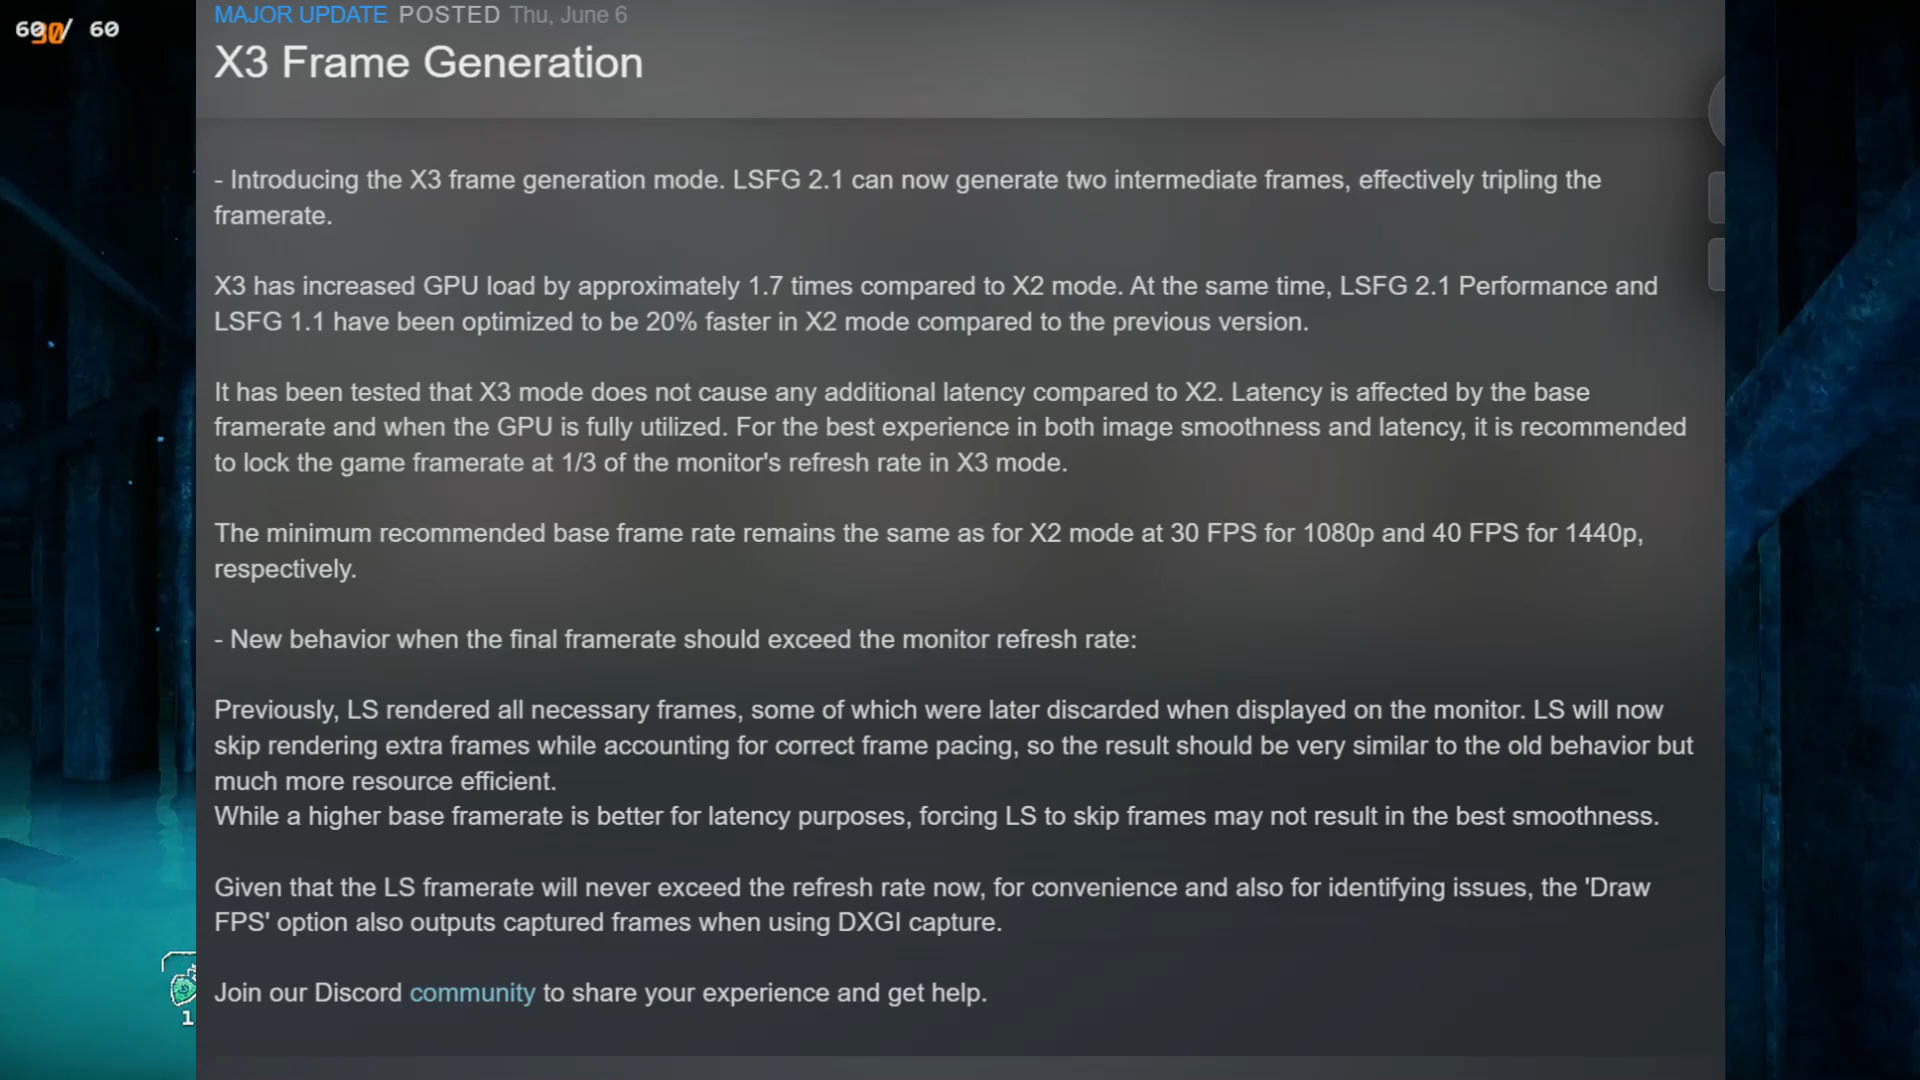 60 / 60
MAJOR UPDATE POSTED Thu, June 6
X3 Frame Generation
- Introducing the X3 frame generation mode. LSFG 2.1 can now generate two intermediate frames, effectively tripling the
framerate.
X3 has increased GPU load by approximately 1.7 times compared to X2 mode. At the same time, LSFG 2.1 Performance and
LSFG 1.1 have been optimized to be 20% faster in X2 mode compared to the previous version.
It has been tested that X3 mode does not cause any additional latency compared to X2. Latency is affected by the base
framerate and when the GPU is fully utilized. For the best experience in both image smoothness and latency, it is recommended
to lock the game framerate at 1/3 of the monitor's refresh rate in X3 mode.
The minimum recommended base frame rate remains the same as for X2 mode at 30 FPS for 1080p and 40 FPS for 1440p,
respectively.
- New behavior when the final framerate should exceed the monitor refresh rate:
Previously, LS rendered all necessary frames, some of which were later discarded when displayed on the monitor. LS will now
skip rendering extra frames while accounting for correct frame pacing, so the result should be very similar to the old behavior but
much more resource efficient.
While a higher base framerate is better for latency purposes, forcing LS to skip frames may not result in the best smoothness.
Given that the LS framerate will never exceed the refresh rate now, for convenience and also for identifying issues, the 'Draw
FPS' option also outputs captured frames when using DXGI capture.
Join our Discord community to share your experience and get help.
1